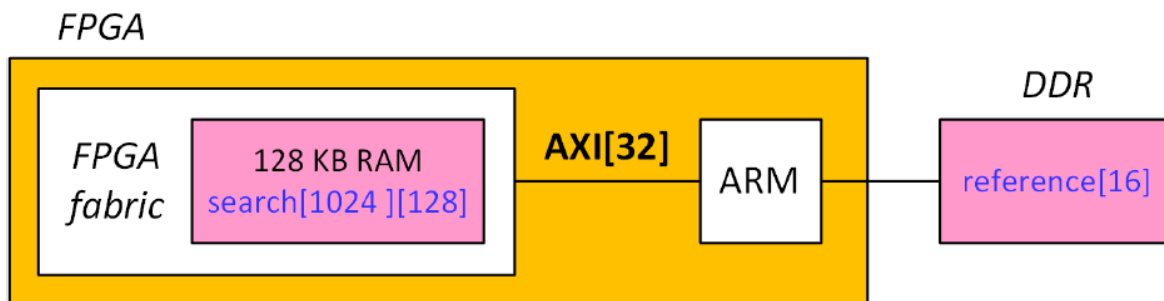 FPGA
DDR
FPGA
fabric
128 KB RAM
search[1024 ][128]
AXI[32]
ARM
reference[16]